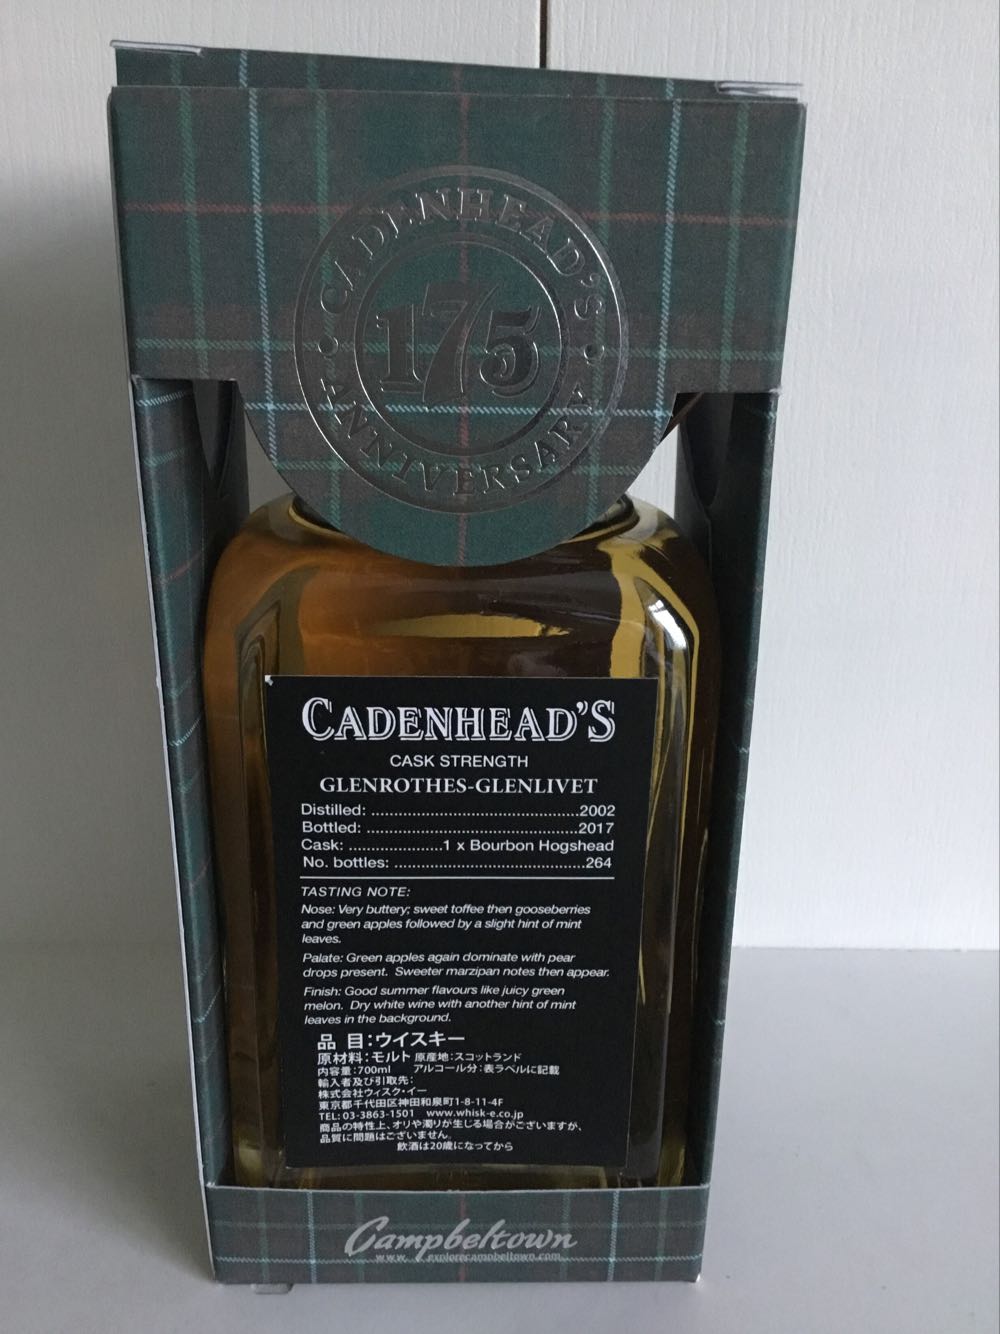 CADENHEAD'S
175
ANNIVERSARY
CADENHEAD'S
CASK STRENGTH
GLENROTHES-GLENLIVET
Distilled: ..............................................2002
Bottled: ...............................................2017
Cask: .....................1 x Bourbon Hogshead
No. bottles: ..........................................264
TASTING NOTE:
Nose: Very buttery; sweet toffee then gooseberries
and green apples followed by a slight hint of mint
leaves.
Palate: Green apples again dominate with pear
drops present. Sweeter marzipan notes then appear.
Finish: Good summer flavours like juicy green
melon. Dry white wine with another hint of mint
leaves in the background.
品 目：ウイスキー
原材料：モルト 原産地：スコットランド
内容量：700ml アルコール分：表ラベルに記載
輸入者及び引取先：
株式会社ウィスク・イー
東京都千代田区神田和泉町1-8-11-4F
TEL: 03-3863-1501 www.whisk-e.co.jp
商品の特性上、オリや濁りが生じる場合がございますが、
品質に問題はございません。
飲酒は20歳になってから
Campbeltown
www.explorecampbeltown.com